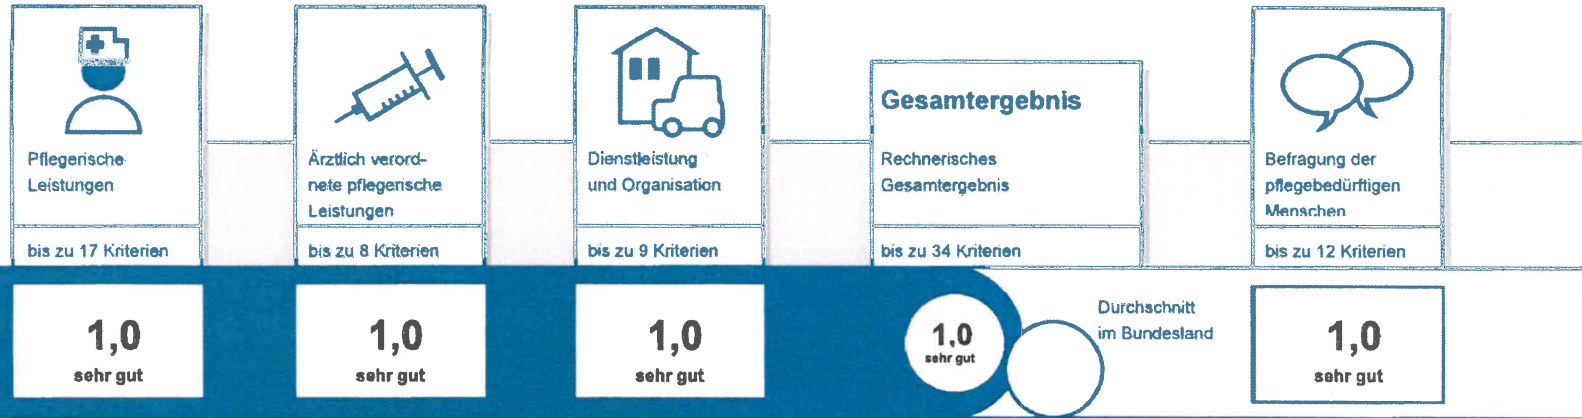 Pflegerische
Leistungen
bis zu 17 Kriterien
1,0
sehr gut
Ärztlich verord-
nete pflegerische
Leistungen
bis zu 8 Kriterien
1,0
sehr gut
Dienstleistung
und Organisation
bis zu 9 Kriterien
1,0
sehr gut
Gesamtergebnis
Rechnerisches
Gesamtergebnis
bis zu 34 Kriterien
1,0
sehr gut
Durchschnitt
im Bundesland
Befragung der
pflegebedürftigen
Menschen
bis zu 12 Kriterien
1,0
sehr gut